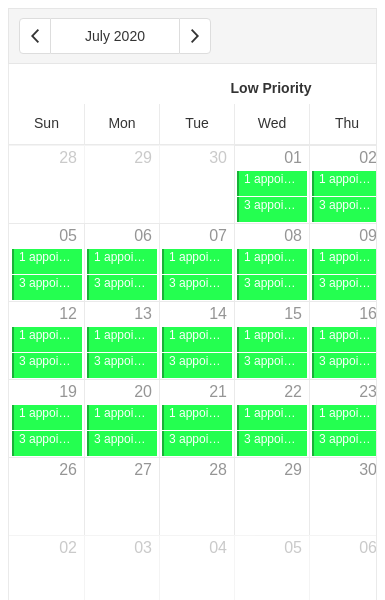 July 2020
Low Priority
Sun Mon Tue Wed Thu
28 29 30 01 02
1 appoi… 1 appoi…
3 appoi… 3 appoi…
05 06 07 08 09
1 appoi… 1 appoi… 1 appoi… 1 appoi… 1 appoi…
3 appoi… 3 appoi… 3 appoi… 3 appoi… 3 appoi…
12 13 14 15 16
1 appoi… 1 appoi… 1 appoi… 1 appoi… 1 appoi…
3 appoi… 3 appoi… 3 appoi… 3 appoi… 3 appoi…
19 20 21 22 23
1 appoi… 1 appoi… 1 appoi… 1 appoi… 1 appoi…
3 appoi… 3 appoi… 3 appoi… 3 appoi… 3 appoi…
26 27 28 29 30
02 03 04 05 06